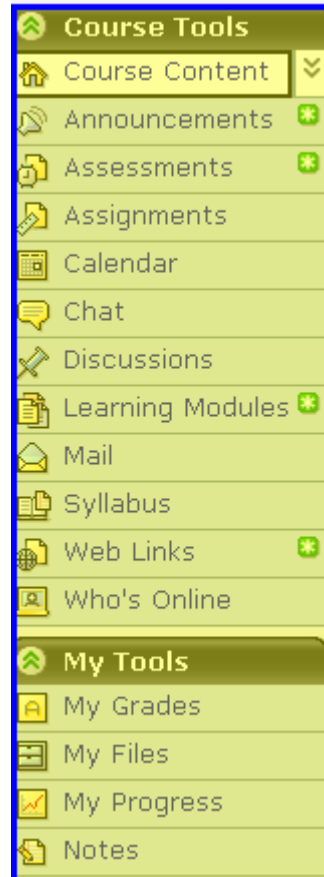 Course Tools
Course Content
Announcements
Assessments
Assignments
Calendar
Chat
Discussions
Learning Modules
Mail
Syllabus
Web Links
Who's Online
My Tools
My Grades
My Files
My Progress
Notes